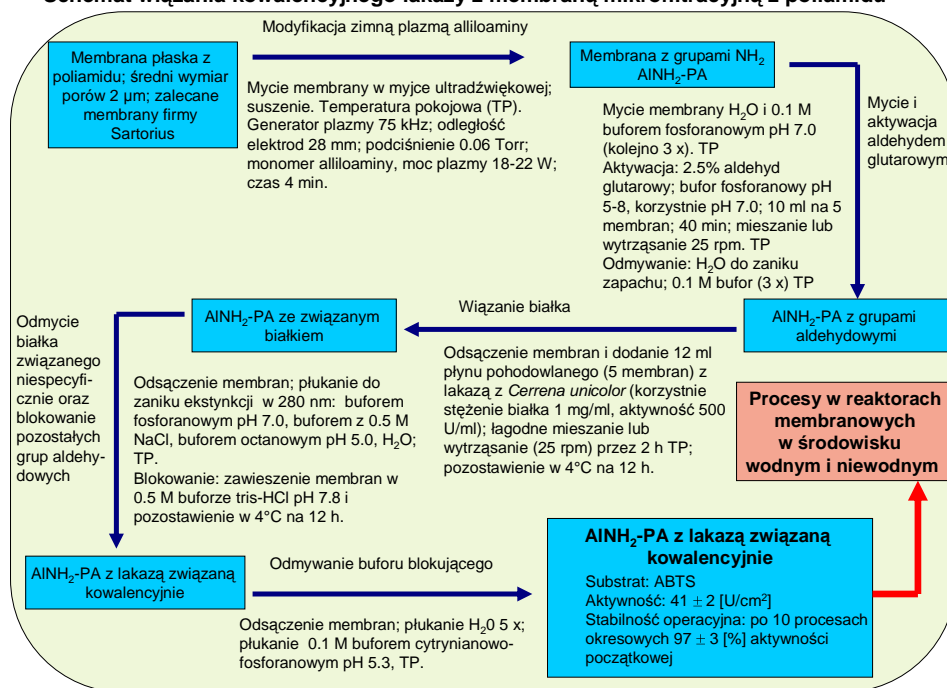 Schemat wiązania kowalencyjnego lakazy z membraną mikrofiltracyjną z poliamidu
Modyfikacja zimną plazmą alliloaminy
Membrana płaska z
poliamidu; średni wymiar
porów 2 µm; zalecane
membrany firmy
Sartorius
Mycie membrany w myjce ultradźwiękowej;
suszenie. Temperatura pokojowa (TP).
Generator plazmy 75 kHz; odległość
elektrod 28 mm; podciśnienie 0.06 Torr;
monomer alliloaminy, moc plazmy 18-22 W;
czas 4 min.
Membrana z grupami NH₂
AlNH₂-PA
Mycie membrany H₂O i 0.1 M
buforem fosforanowym pH 7.0
(kolejno 3 x). TP
Aktywacja: 2.5% aldehyd
glutarowy; bufor fosforanowy pH
5-8, korzystnie pH 7.0; 10 ml na 5
membran; 40 min; mieszanie lub
wytrząsanie 25 rpm. TP
Odmywanie: H₂O do zaniku
zapachu; 0.1 M bufor (3 x) TP
Mycie i
aktywacja
aldehydem
glutarowym
AlNH₂-PA z grupami
aldehydowymi
Wiązanie białka
Odsączenie membran i dodanie 12 ml
płynu pohodowlanego (5 membran) z
lakazą z Cerrena unicolor (korzystnie
stężenie białka 1 mg/ml, aktywność 500
U/ml); łagodne mieszanie lub
wytrząsanie (25 rpm) przez 2 h TP;
pozostawienie w 4°C na 12 h.
AlNH₂-PA ze związanym
białkiem
Odmycie
białka
związanego
niespecyfi-
cznie oraz
blokowanie
pozostałych
grup aldehy-
dowych
Odsączenie membran; płukanie do
zaniku ekstynkcji w 280 nm: buforem
fosforanowym pH 7.0, buforem z 0.5 M
NaCl, buforem octanowym pH 5.0, H₂O;
TP.
Blokowanie: zawieszenie membran w
0.5 M buforze tris-HCl pH 7.8 i
pozostawienie w 4°C na 12 h.
AlNH₂-PA z lakazą związaną
kowalencyjnie
Odmywanie buforu blokującego
Odsączenie membran; płukanie H₂0 5 x;
płukanie 0.1 M buforem cytrynianowo-
fosforanowym pH 5.3, TP.
AlNH₂-PA z lakazą związaną
kowalencyjnie
Substrat: ABTS
Aktywność: 41 ± 2 [U/cm²]
Stabilność operacyjna: po 10 procesach
okresowych 97 ± 3 [%] aktywności
początkowej
Procesy w reaktorach
membranowych
w środowisku
wodnym i niewodnym